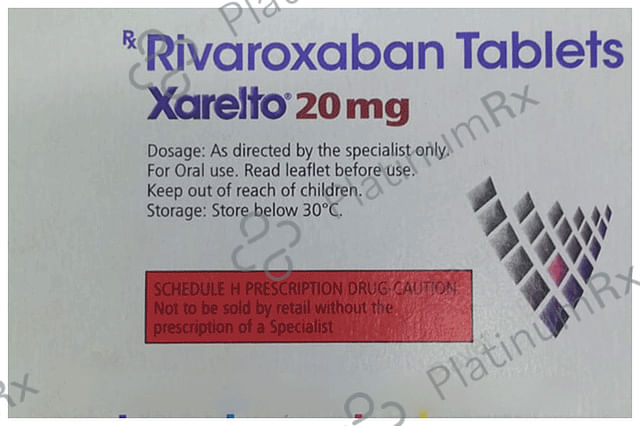 Rx Rivaroxaban Tablets
Xarelto® 20 mg
Dosage: As directed by the specialist only.
For Oral use. Read leaflet before use.
Keep out of reach of children.
Storage: Store below 30°C.
SCHEDULE H PRESCRIPTION DRUG-CAUTION
Not to be sold by retail without the
prescription of a Specialist
PlatinumRx
PlatinumRx
PlatinumRx
Rx